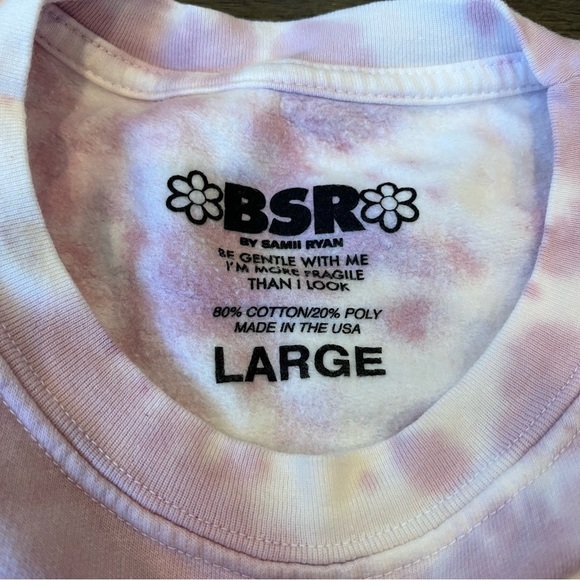 BSR
BY SAMII RYAN
BE GENTLE WITH ME
I'M MORE FRAGILE
THAN I LOOK
80% COTTON/20% POLY
MADE IN THE USA
LARGE